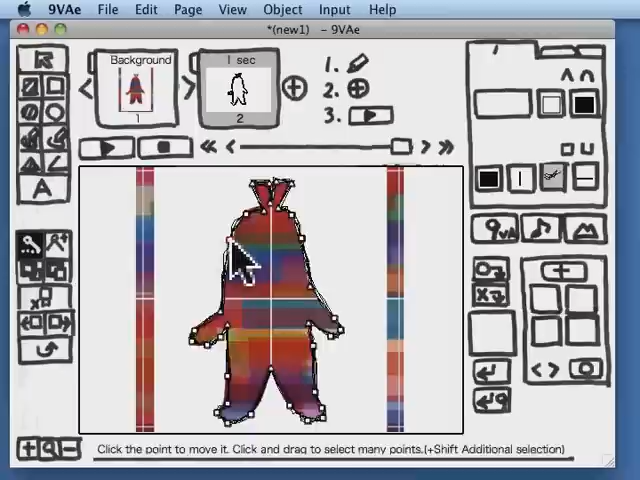 9VAe File Edit Page View Object Input Help
*(new1) - 9VAe
Background
1
1 sec
2
1.
2.
3.
A
9VA
Click the point to move it. Click and drag to select many points.(+Shift Additional selection)